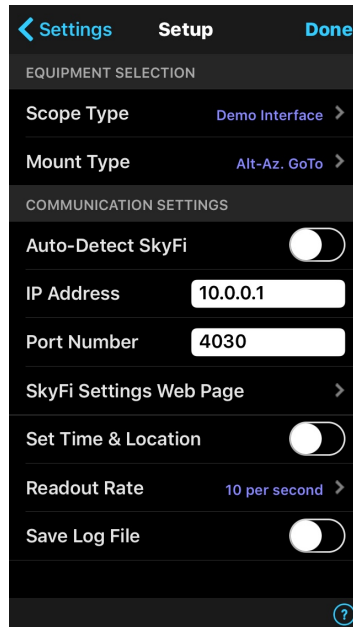 Settings Setup Done
EQUIPMENT SELECTION
Scope Type Demo Interface
Mount Type Alt-Az. GoTo
COMMUNICATION SETTINGS
Auto-Detect SkyFi
IP Address 10.0.0.1
Port Number 4030
SkyFi Settings Web Page
Set Time & Location
Readout Rate 10 per second
Save Log File
?